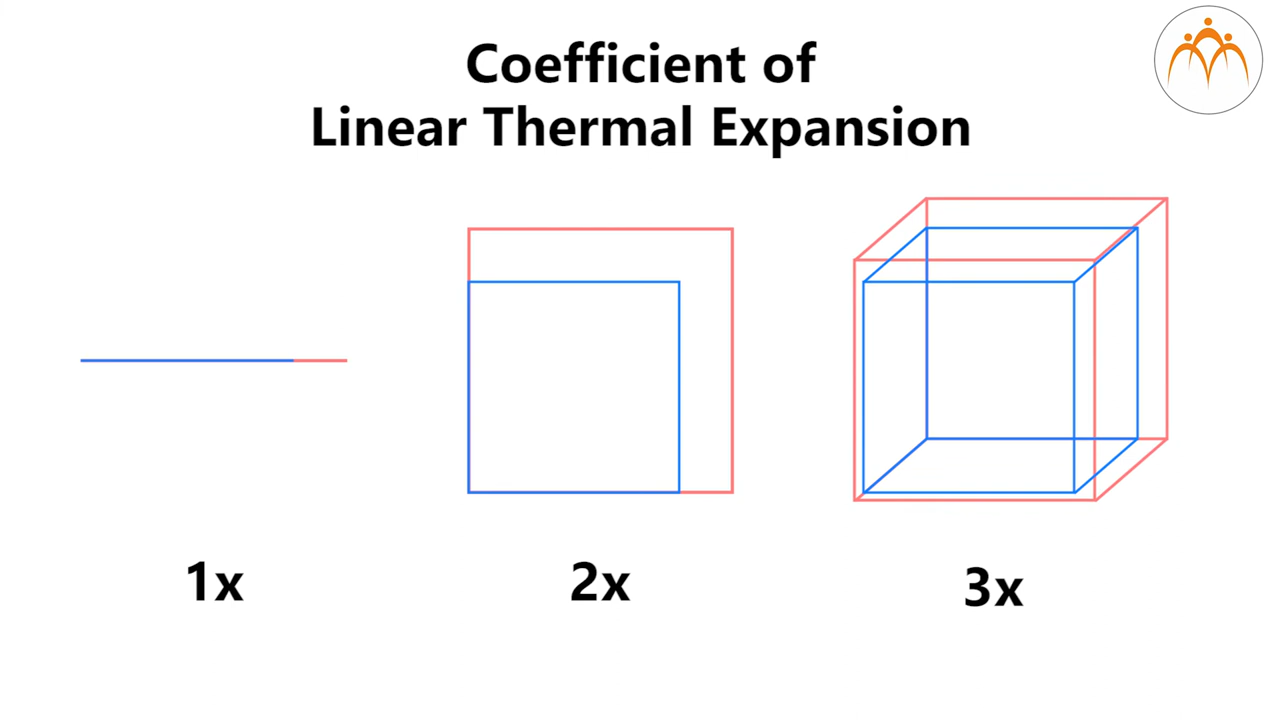 Coefficient of
Linear Thermal Expansion
1x
2x
3x